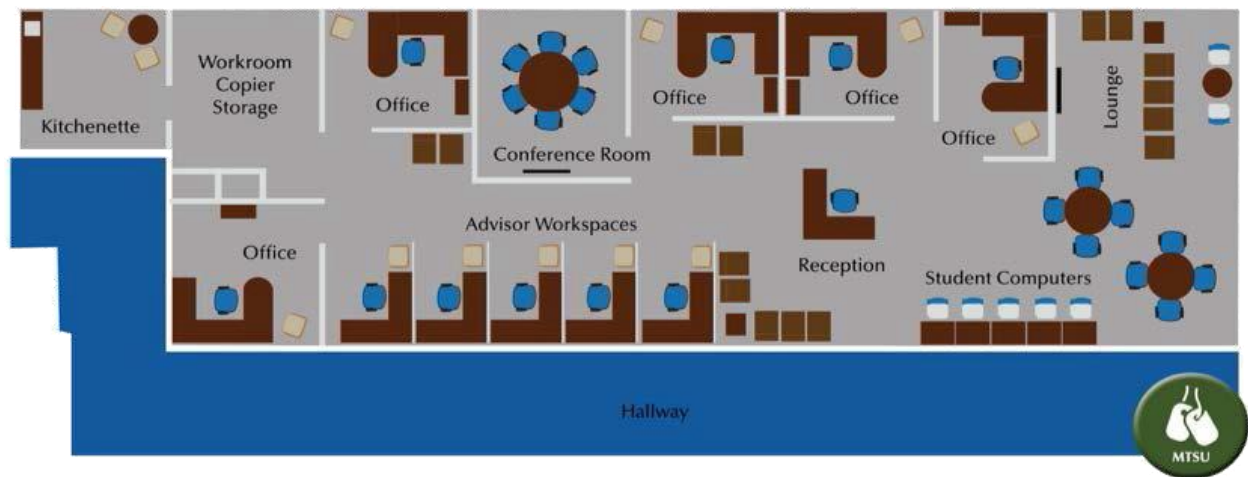 Kitchenette
Workroom
Copier
Storage
Office
Conference Room
Office
Office
Office
Lounge
Office
Advisor Workspaces
Reception
Student Computers
Hallway
MTSU